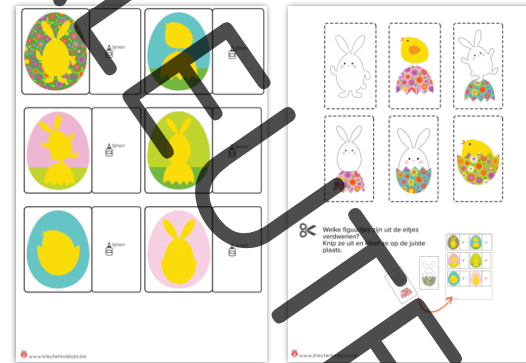 lijmen
lijmen
lijmen
lijmen
lijmen
lijmen
www.kleuterkoekjes.be
Welke figuurtjes zijn uit de eitjes
verdwenen?
Knip ze uit en kleef ze op de juiste
plaats.
www.kleuterkoekjes.be